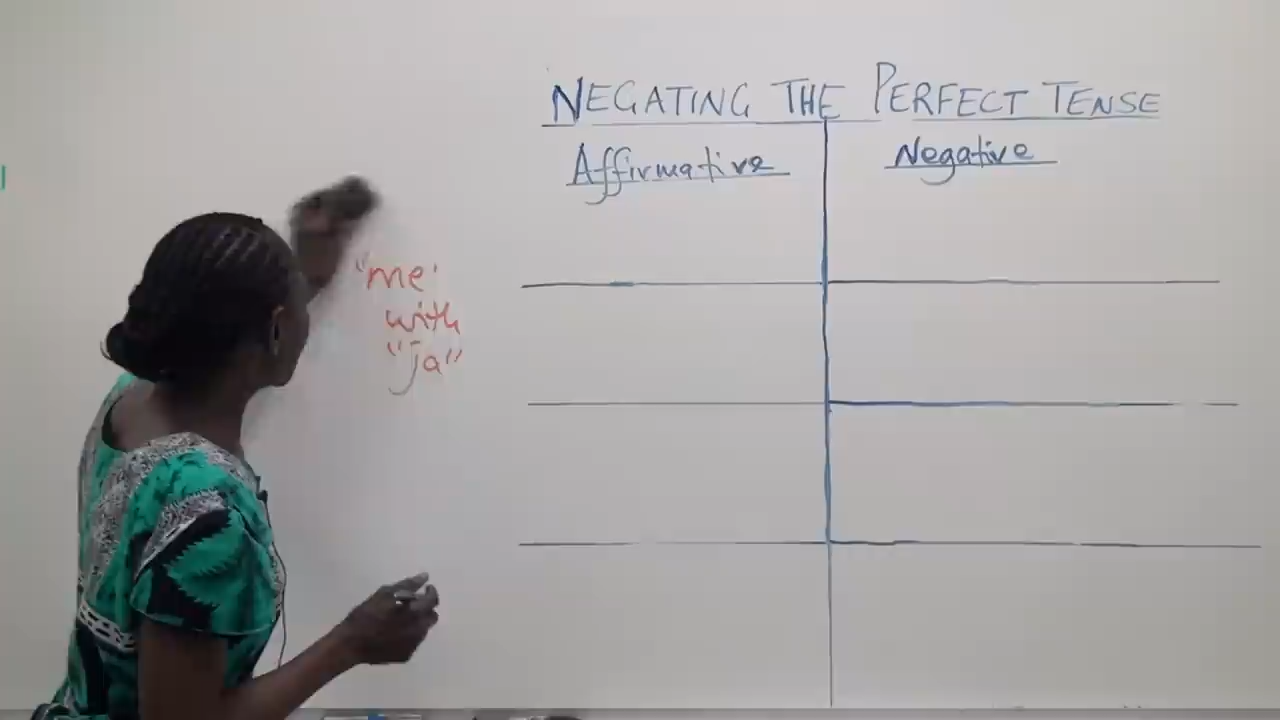 NEGATING THE PERFECT TENSE
Affirmative
Negative
"me'
with
"ja"